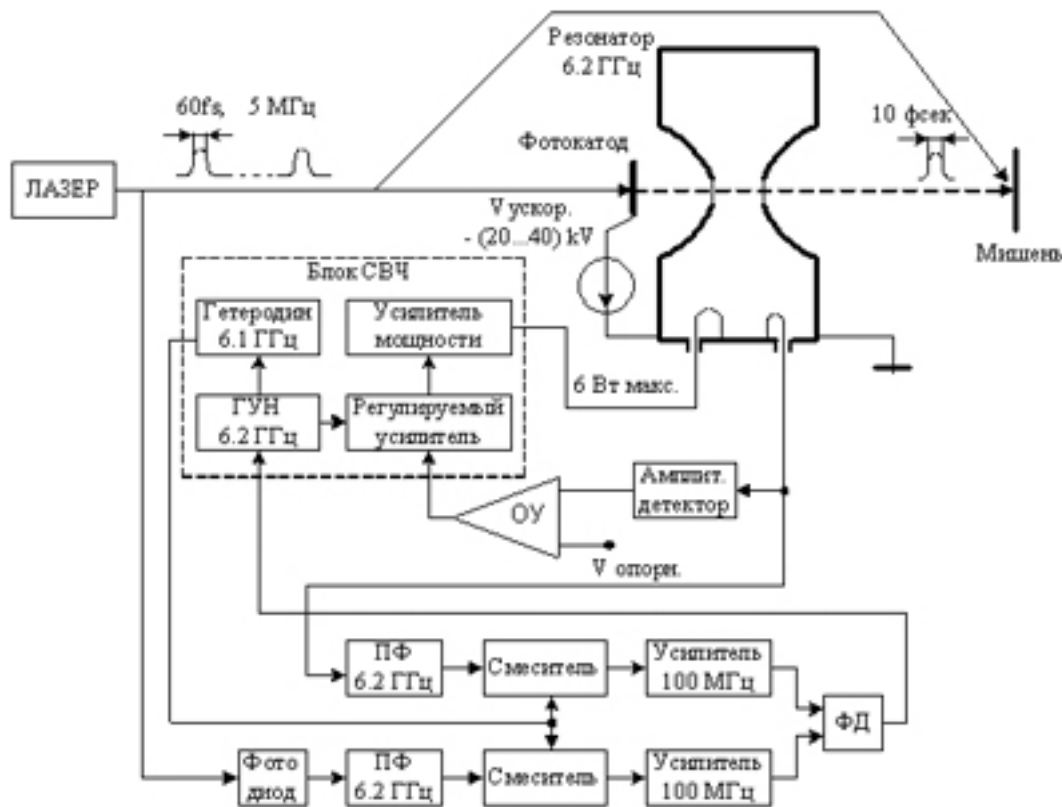 Резонатор
6.2 ГГц
60fs, 5 МГц
10 фсек
Фотокатод
ЛАЗЕР
V ускор.
- (20...40) kV
Мишень
Блок СВЧ
Гетеродин
6.1 ГГц
Усилитель
мощности
6 Вт макс.
ГУН
6.2 ГГц
Регулируемый
усилитель
Амплит.
детектор
ОУ
V опорн.
ПФ
6.2 ГГц
Смеситель
Усилитель
100 МГц
ФД
Фото
диод
ПФ
6.2 ГГц
Смеситель
Усилитель
100 МГц